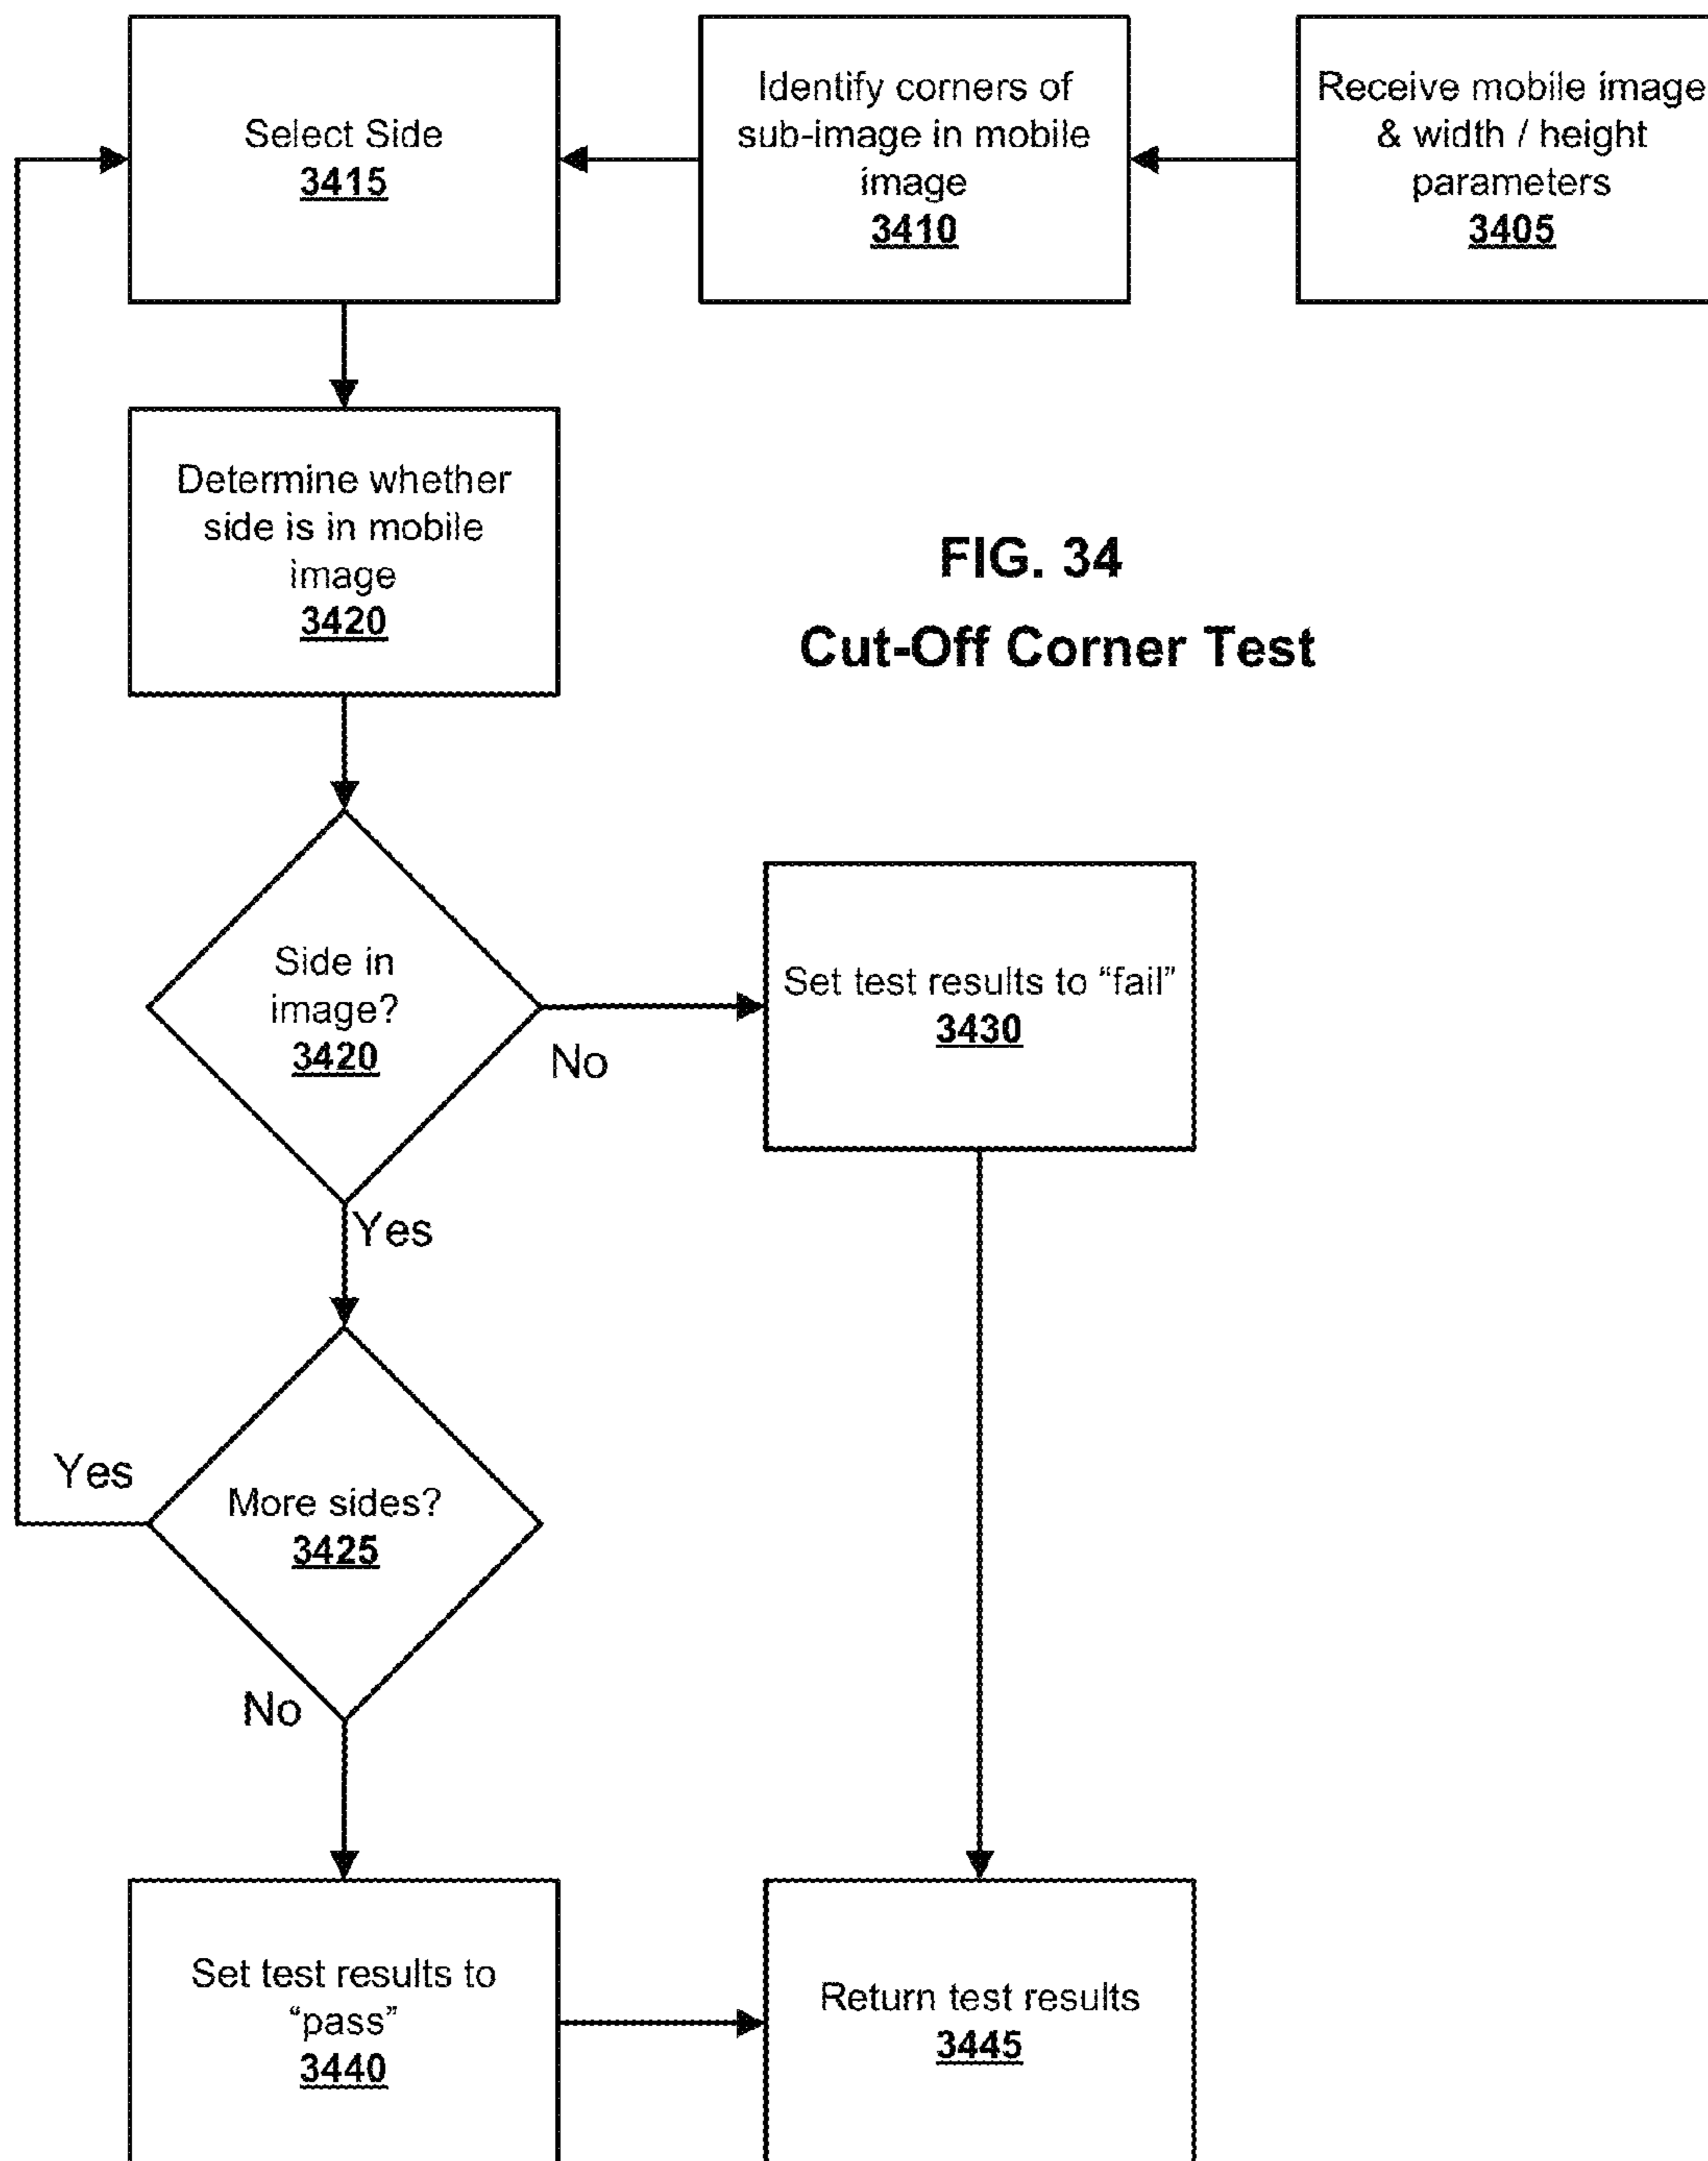 Select Side
3415
Identify corners of
sub-image in mobile
image
3410
Receive mobile image
& width / height
parameters
3405
Determine whether
side is in mobile
image
3420
FIG. 34
Cut-Off Corner Test
Side in
image?
3420
No
Set test results to “fail”
3430
Yes
Yes
More sides?
3425
No
Set test results to
“pass”
3440
Return test results
3445